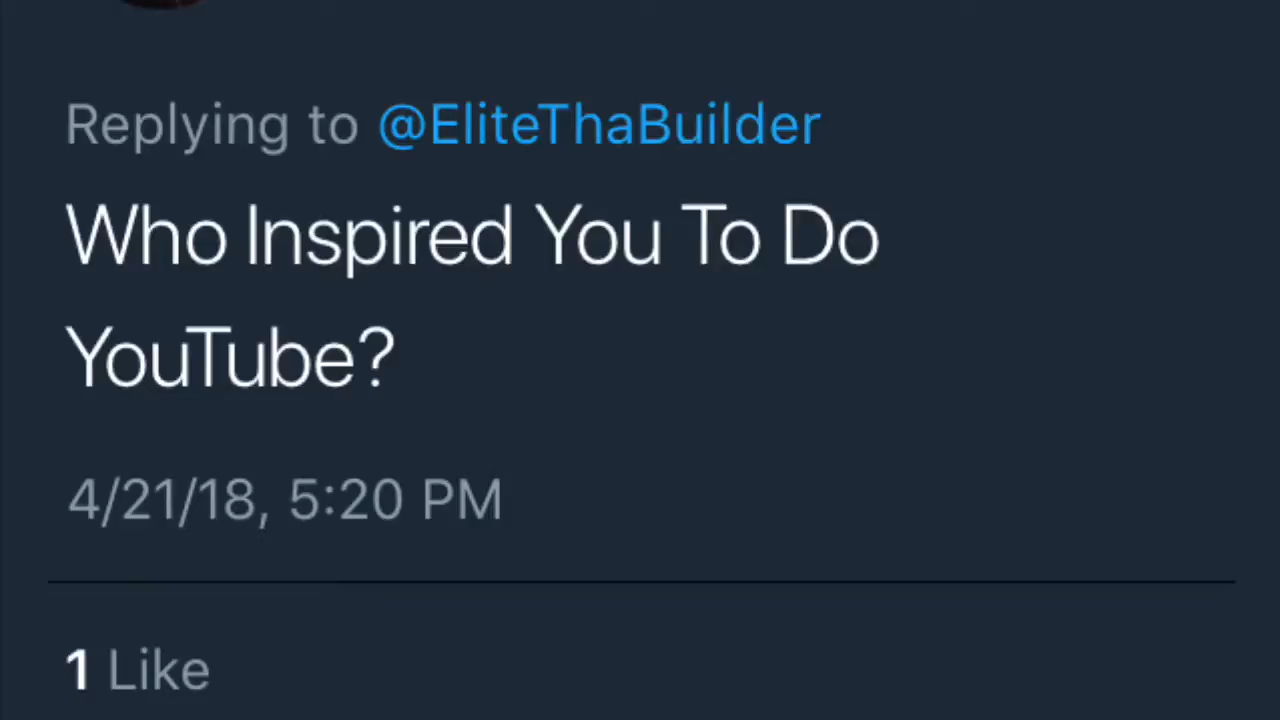 Replying to @EliteThaBuilder
Who Inspired You To Do
YouTube?
4/21/18, 5:20 PM
1 Like